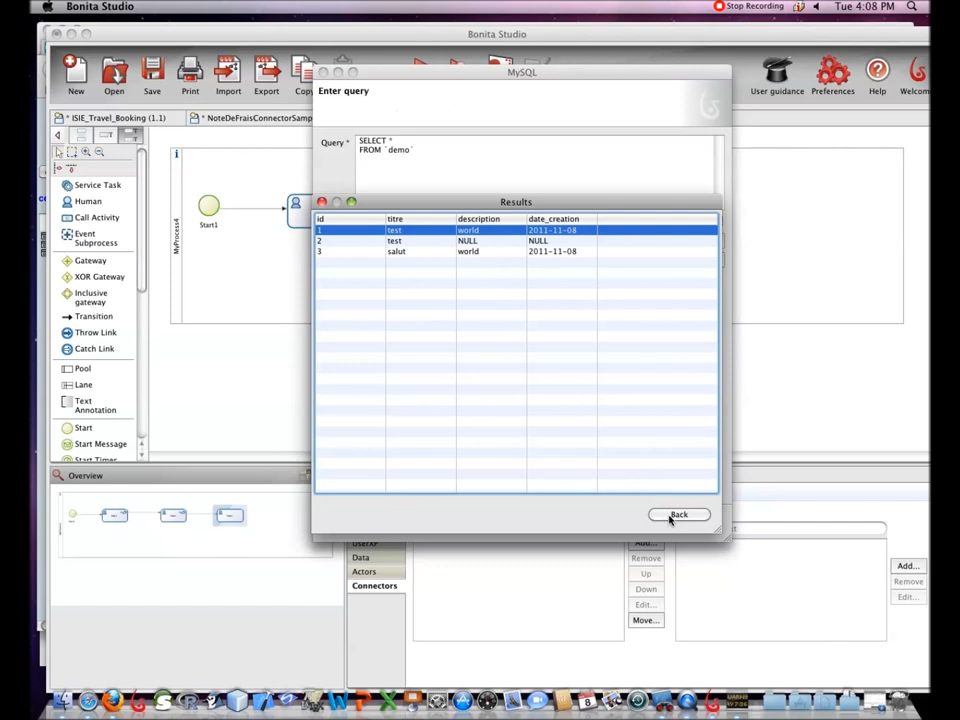 Bonita Studio
Stop Recording
Tue 4:08 PM
Bonita Studio
New
Open
Save
Print
Import
Export
User guidance
Preferences
Help
MySQL
Enter query
ISIE_Travel_Booking (1.1)
*NoteDeFraisConnectorSamp
Query *
SELECT *
FROM `demo`
Results
id titre description date_creation
1 test world 2011-11-08
2 test NULL NULL
3 salut world 2011-11-08
Back
Service Task
Human
Call Activity
Event
Subprocess
Gateway
XOR Gateway
Inclusive
gateway
Transition
Throw Link
Catch Link
Pool
Lane
Text
Annotation
Start
Start Message
MyProcess4
Start1
Overview
Data
Actors
Connectors
Remove
Up
Down
Edit...
Move...
Add...
Remove
Edit...